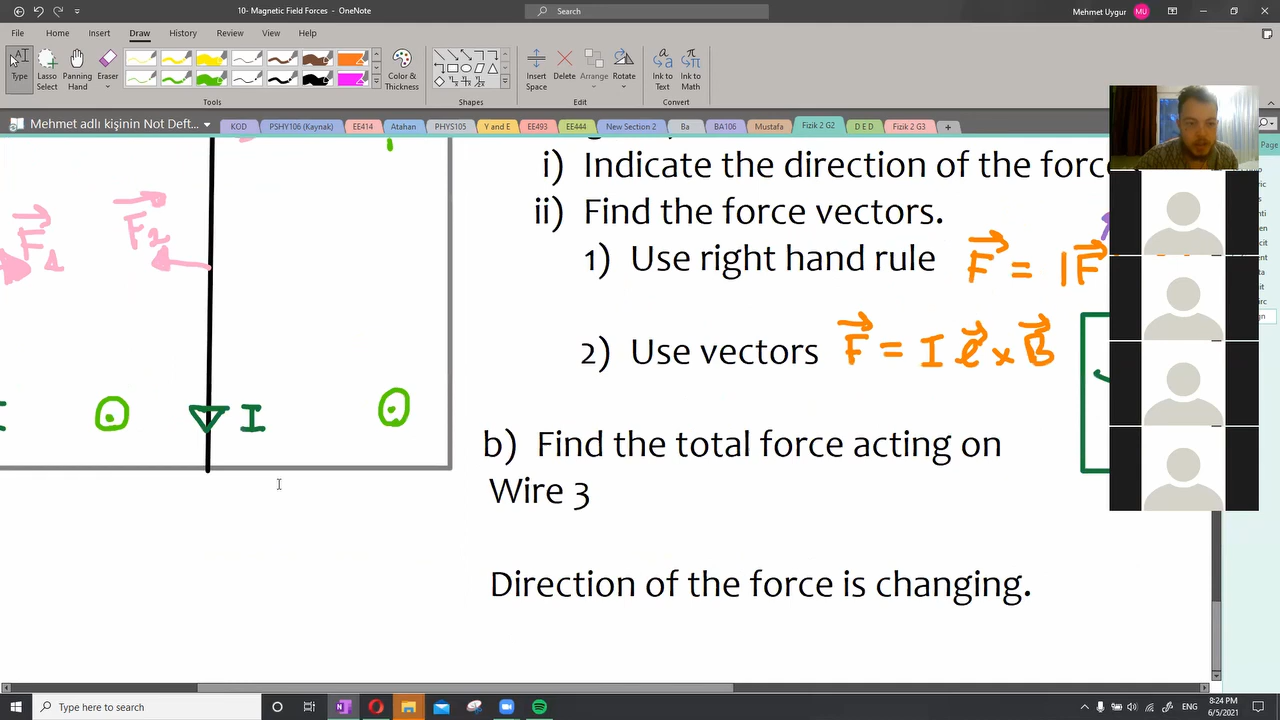 10- Magnetic Field Forces - OneNote
Search
Mehmet Uygur
MU
File Home Insert Draw History Review View Help
Type
Lasso Select
Panning Hand
Eraser
Color & Thickness
Insert Space
Delete
Arrange
Rotate
Ink to Text
Ink to Math
Tools
Shapes
Edit
Convert
Mehmet adlı kişinin Not Deft...
KOD PSHY106 (Kaynak) EE414 Atahan PHYS105 Y and E EE493 EE444 New Section 2 Ba BA106 Mustafa Fizik 2 G2 D E D Fizik 2 G3 +
Page
i) Indicate the direction of the forc
ii) Find the force vectors.
1) Use right hand rule F = |F
2) Use vectors F = I ℓ x B
F1
F2
I
b) Find the total force acting on
Wire 3
Direction of the force is changing.
Type here to search
ENG
8:24 PM
6/5/2021